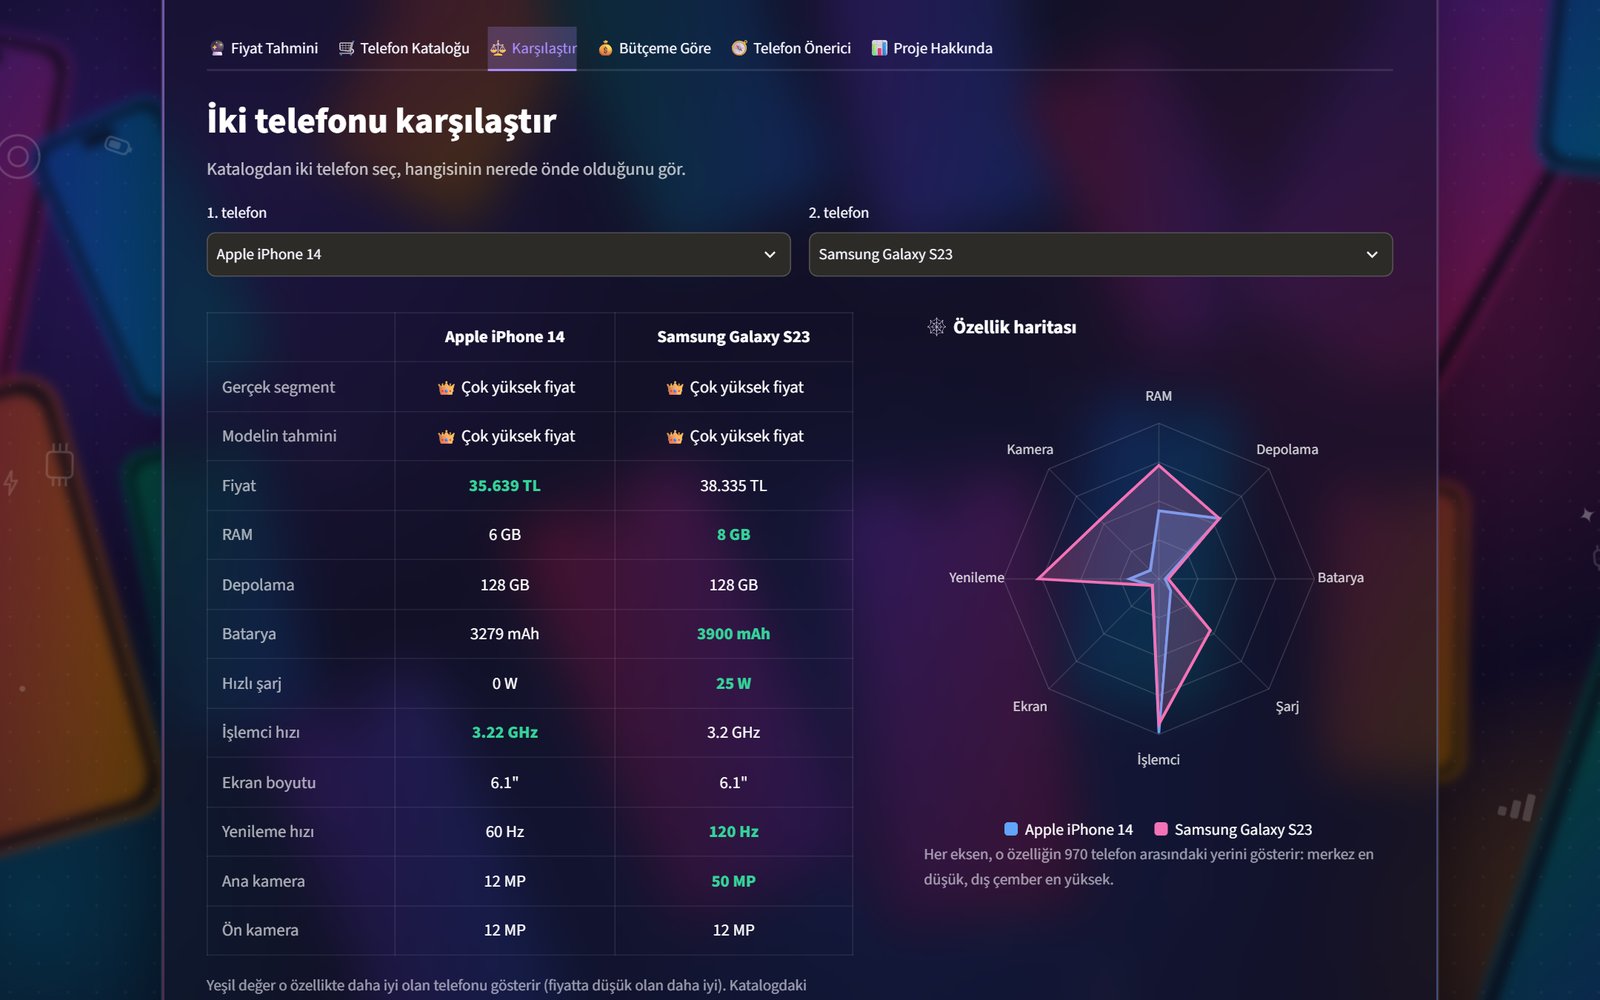 Fiyat Tahmini Telefon Kataloğu Karşılaştır Bütçeme Göre Telefon Önerici Proje Hakkında
İki telefonu karşılaştır
Katalogdan iki telefon seç, hangisinin nerede önde olduğunu gör.
1. telefon
Apple iPhone 14
2. telefon
Samsung Galaxy S23
Apple iPhone 14 Samsung Galaxy S23
Gerçek segment Çok yüksek fiyat Çok yüksek fiyat
Modelin tahmini Çok yüksek fiyat Çok yüksek fiyat
Fiyat 35.639 TL 38.335 TL
RAM 6 GB 8 GB
Depolama 128 GB 128 GB
Batarya 3279 mAh 3900 mAh
Hızlı şarj 0 W 25 W
İşlemci hızı 3.22 GHz 3.2 GHz
Ekran boyutu 6.1" 6.1"
Yenileme hızı 60 Hz 120 Hz
Ana kamera 12 MP 50 MP
Ön kamera 12 MP 12 MP
Yeşil değer o özellikte daha iyi olan telefonu gösterir (fiyatta düşük olan daha iyi). Katalogdaki
Özellik haritası
RAM
Kamera Depolama
Yenileme Batarya
Ekran Şarj
İşlemci
Apple iPhone 14 Samsung Galaxy S23
Her eksen, o özelliğin 970 telefon arasındaki yerini gösterir: merkez en
düşük, dış çember en yüksek.